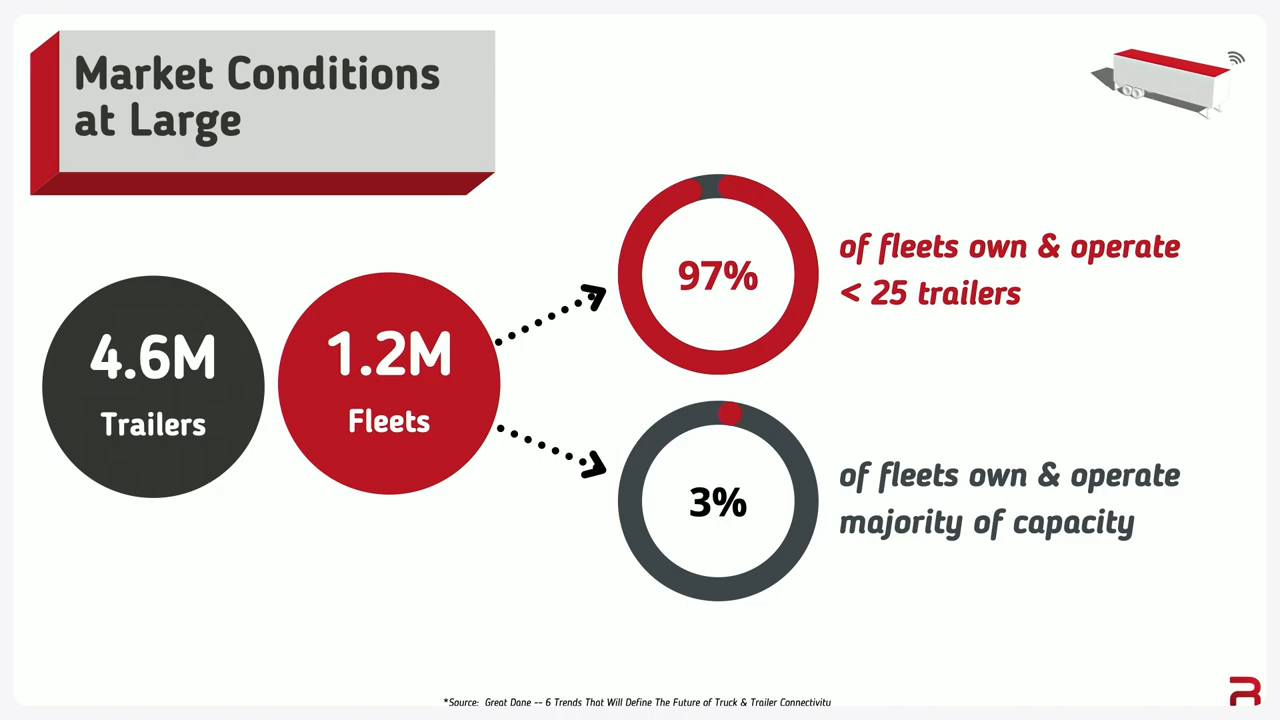 Market Conditions
at Large
4.6M
Trailers
1.2M
Fleets
97%
of fleets own & operate
< 25 trailers
3%
of fleets own & operate
majority of capacity
*Source:  Great Dane -- 6 Trends That Will Define The Future of Truck & Trailer Connectivity